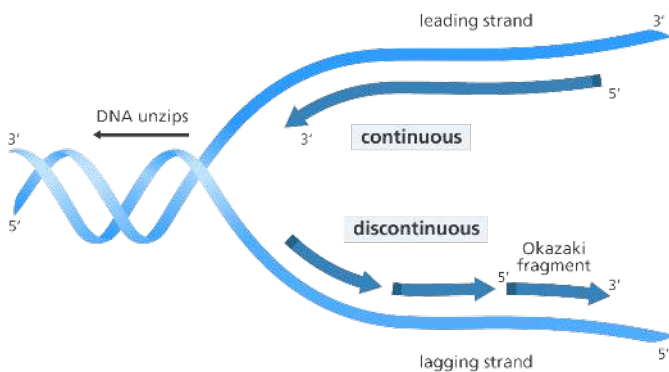 leading strand
3’
DNA unzips
5’
3’
continuous
3’
5’
discontinuous
Okazaki
fragment
5’
3’
lagging strand
5’